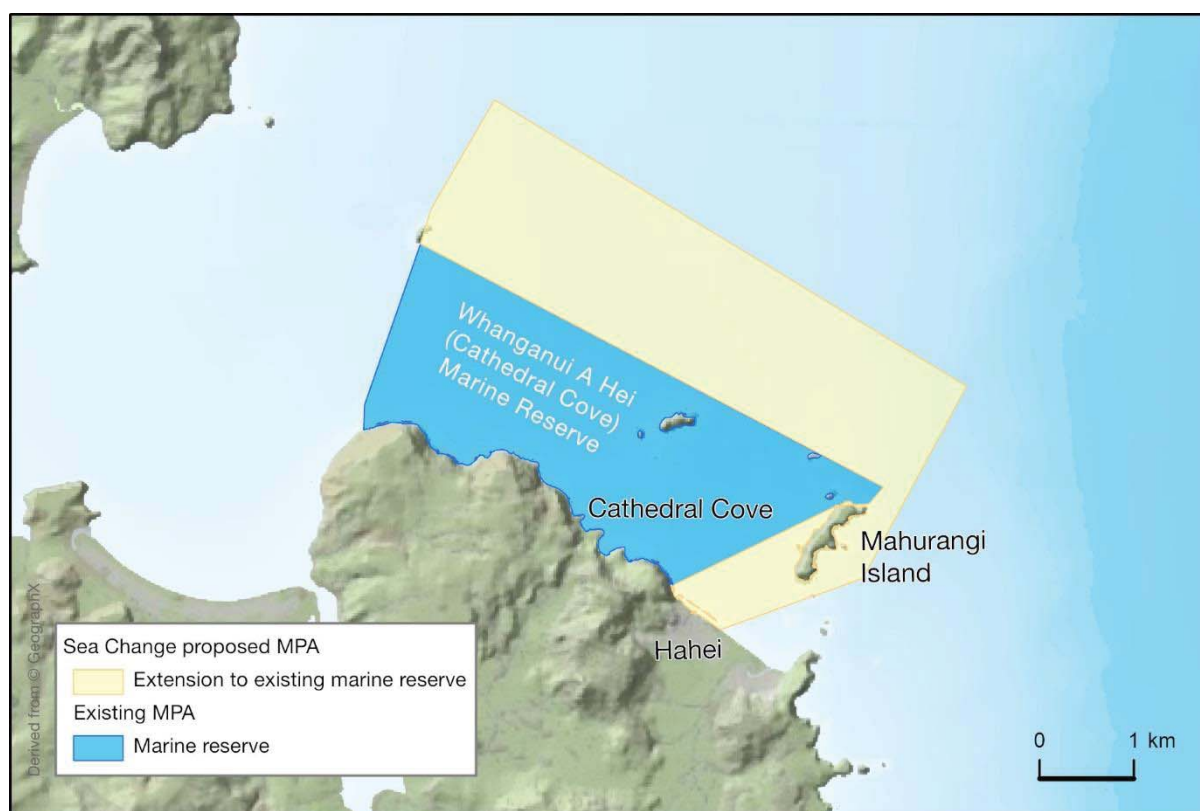 Whanganui A Hei
(Cathedral Cove)
Marine Reserve
Cathedral Cove
Mahurangi
Island
Hahei
Sea Change proposed MPA
Extension to existing marine reserve
Existing MPA
Marine reserve
Derived from © GeographX
0 1 km